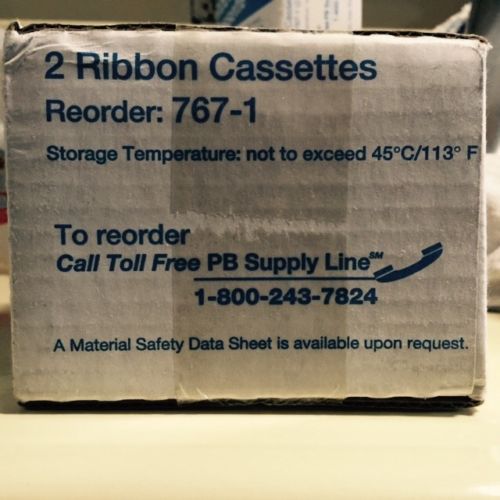 2 Ribbon Cassettes
Reorder: 767-1
Storage Temperature: not to exceed 45°C/113° F
To reorder
Call Toll Free PB Supply Line℠
1-800-243-7824
A Material Safety Data Sheet is available upon request.